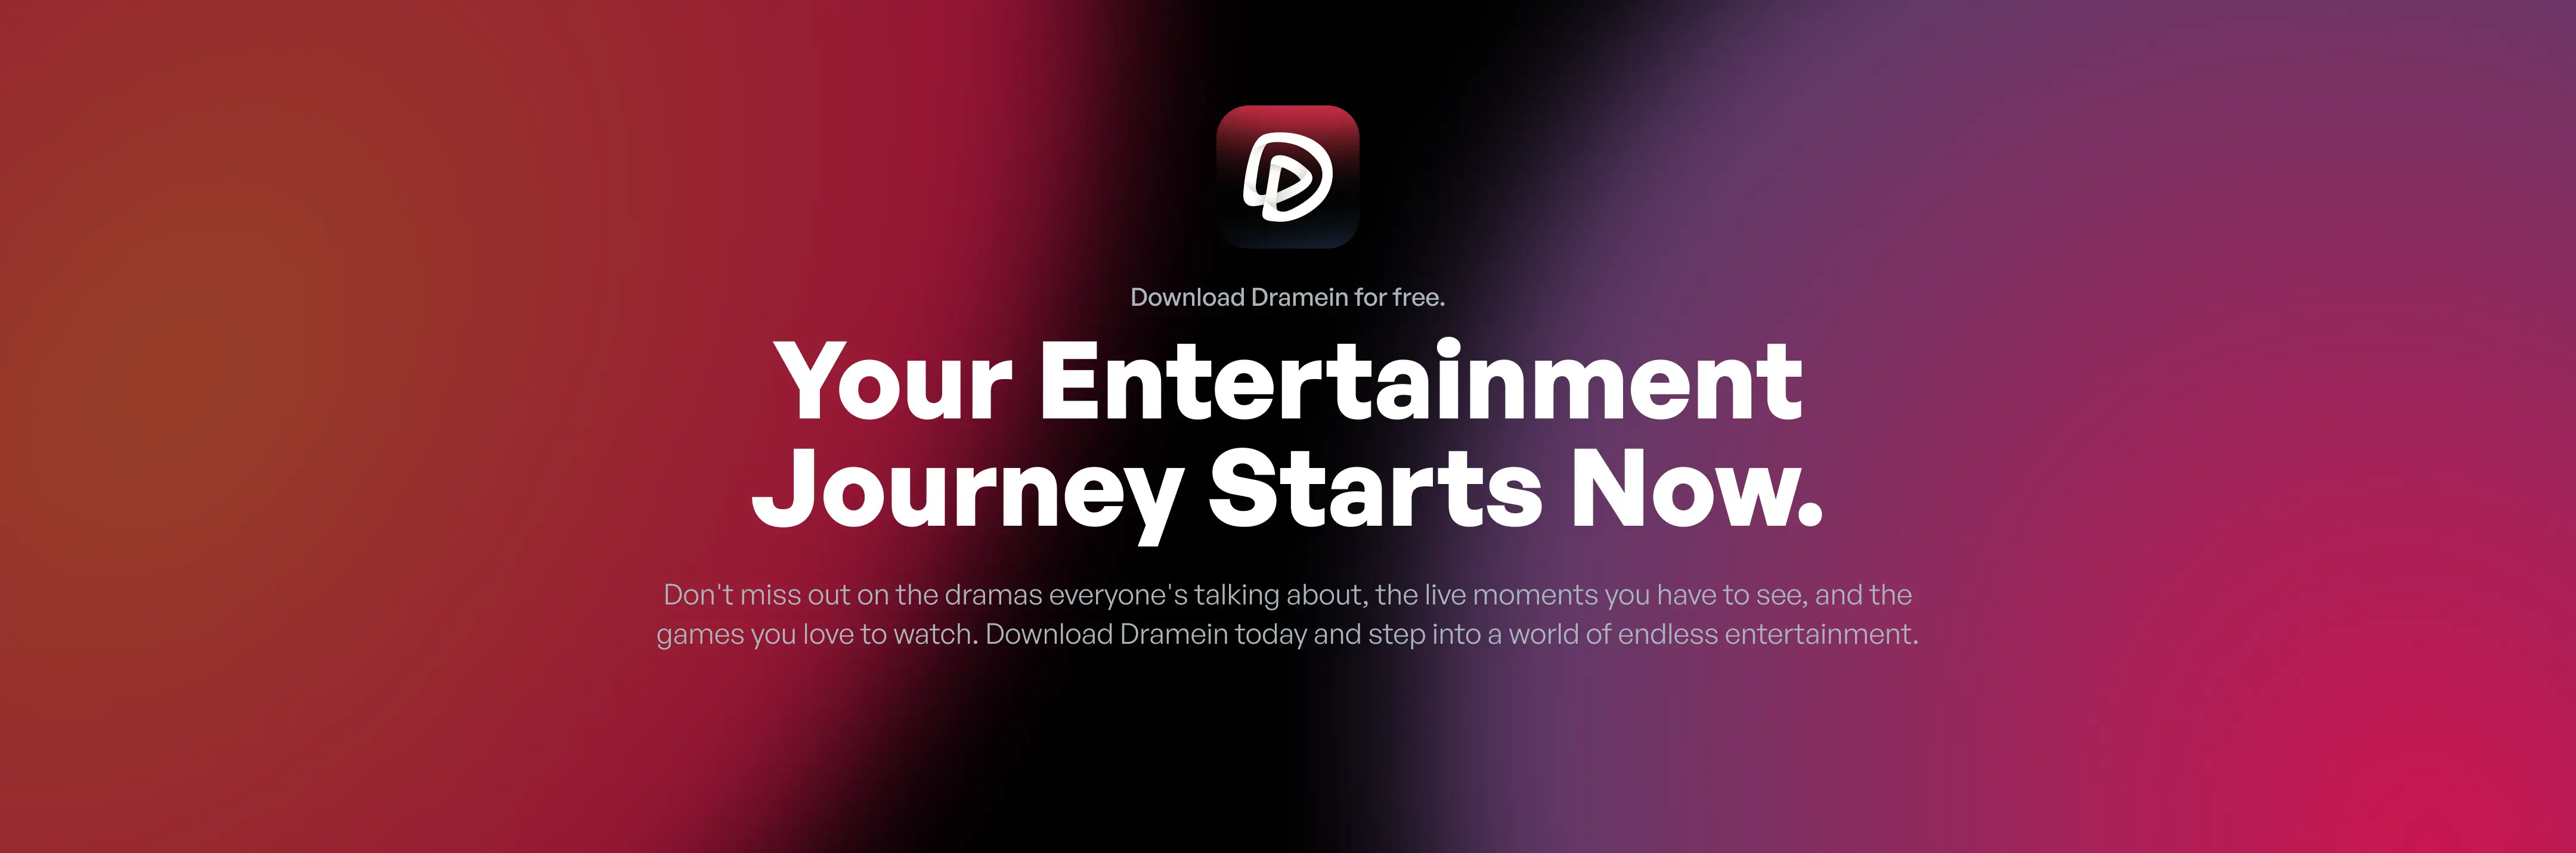 Download Dramein for free.
Your Entertainment
Journey Starts Now.
Don't miss out on the dramas everyone's talking about, the live moments you have to see, and the
games you love to watch. Download Dramein today and step into a world of endless entertainment.